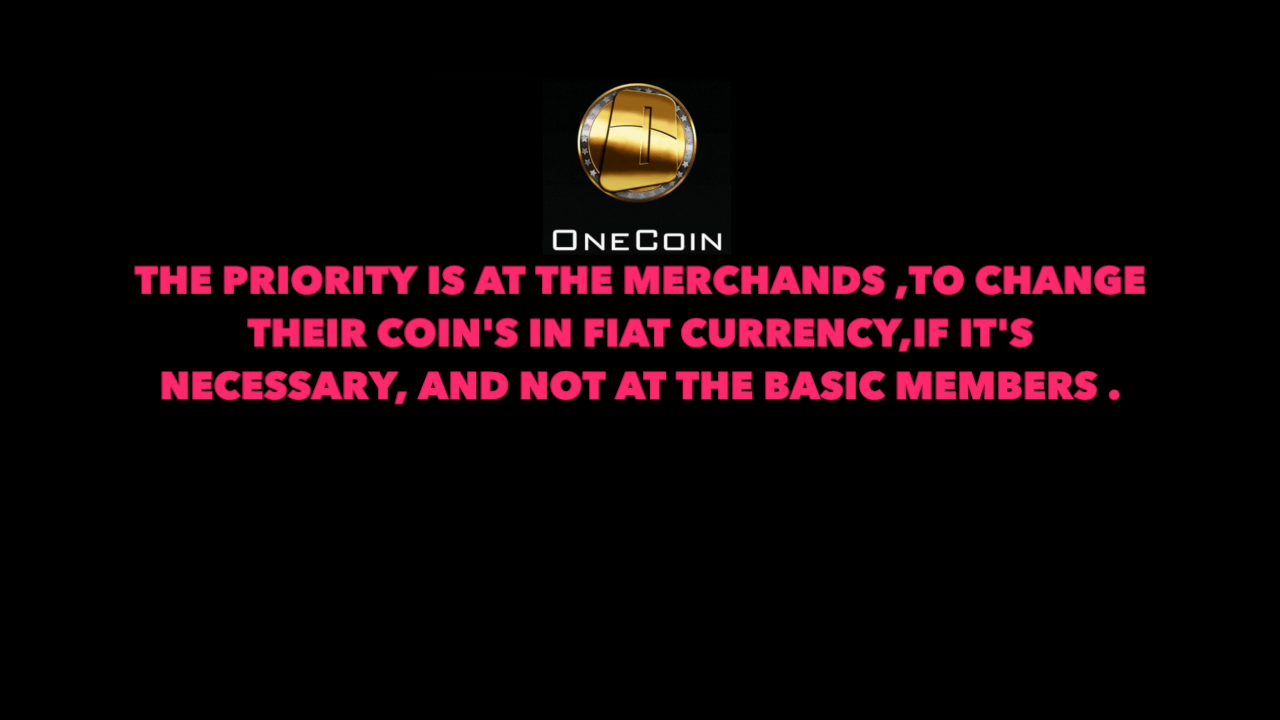 ONECOIN
THE PRIORITY IS AT THE MERCHANDS ,TO CHANGE
THEIR COIN'S IN FIAT CURRENCY,IF IT'S
NECESSARY, AND NOT AT THE BASIC MEMBERS .